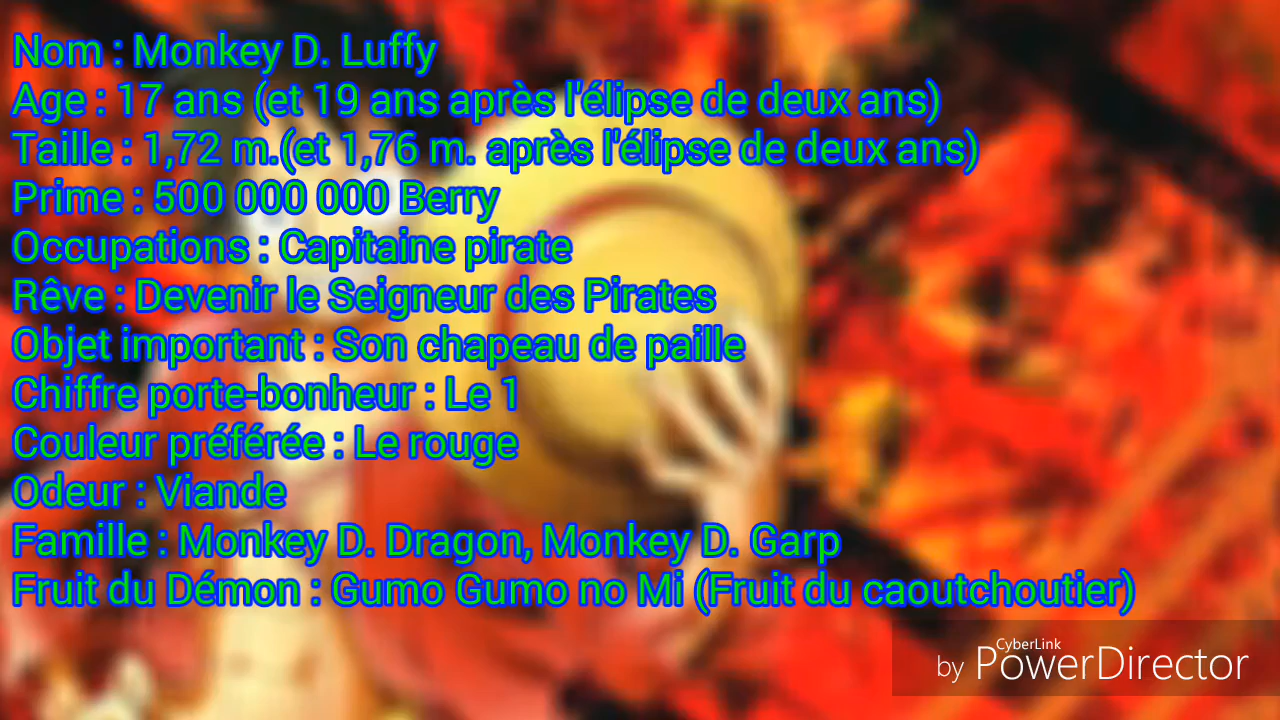 Nom : Monkey D. Luffy
Age : 17 ans (et 19 ans après l'élipse de deux ans)
Taille : 1,72 m.(et 1,76 m. après l'élipse de deux ans)
Prime : 500 000 000 Berry
Occupations : Capitaine pirate
Rêve : Devenir le Seigneur des Pirates
Objet important : Son chapeau de paille
Chiffre porte-bonheur : Le 1
Couleur préférée : Le rouge
Odeur : Viande
Famille : Monkey D. Dragon, Monkey D. Garp
Fruit du Démon : Gumo Gumo no Mi (Fruit du caoutchoutier)
CyberLink
by PowerDirector